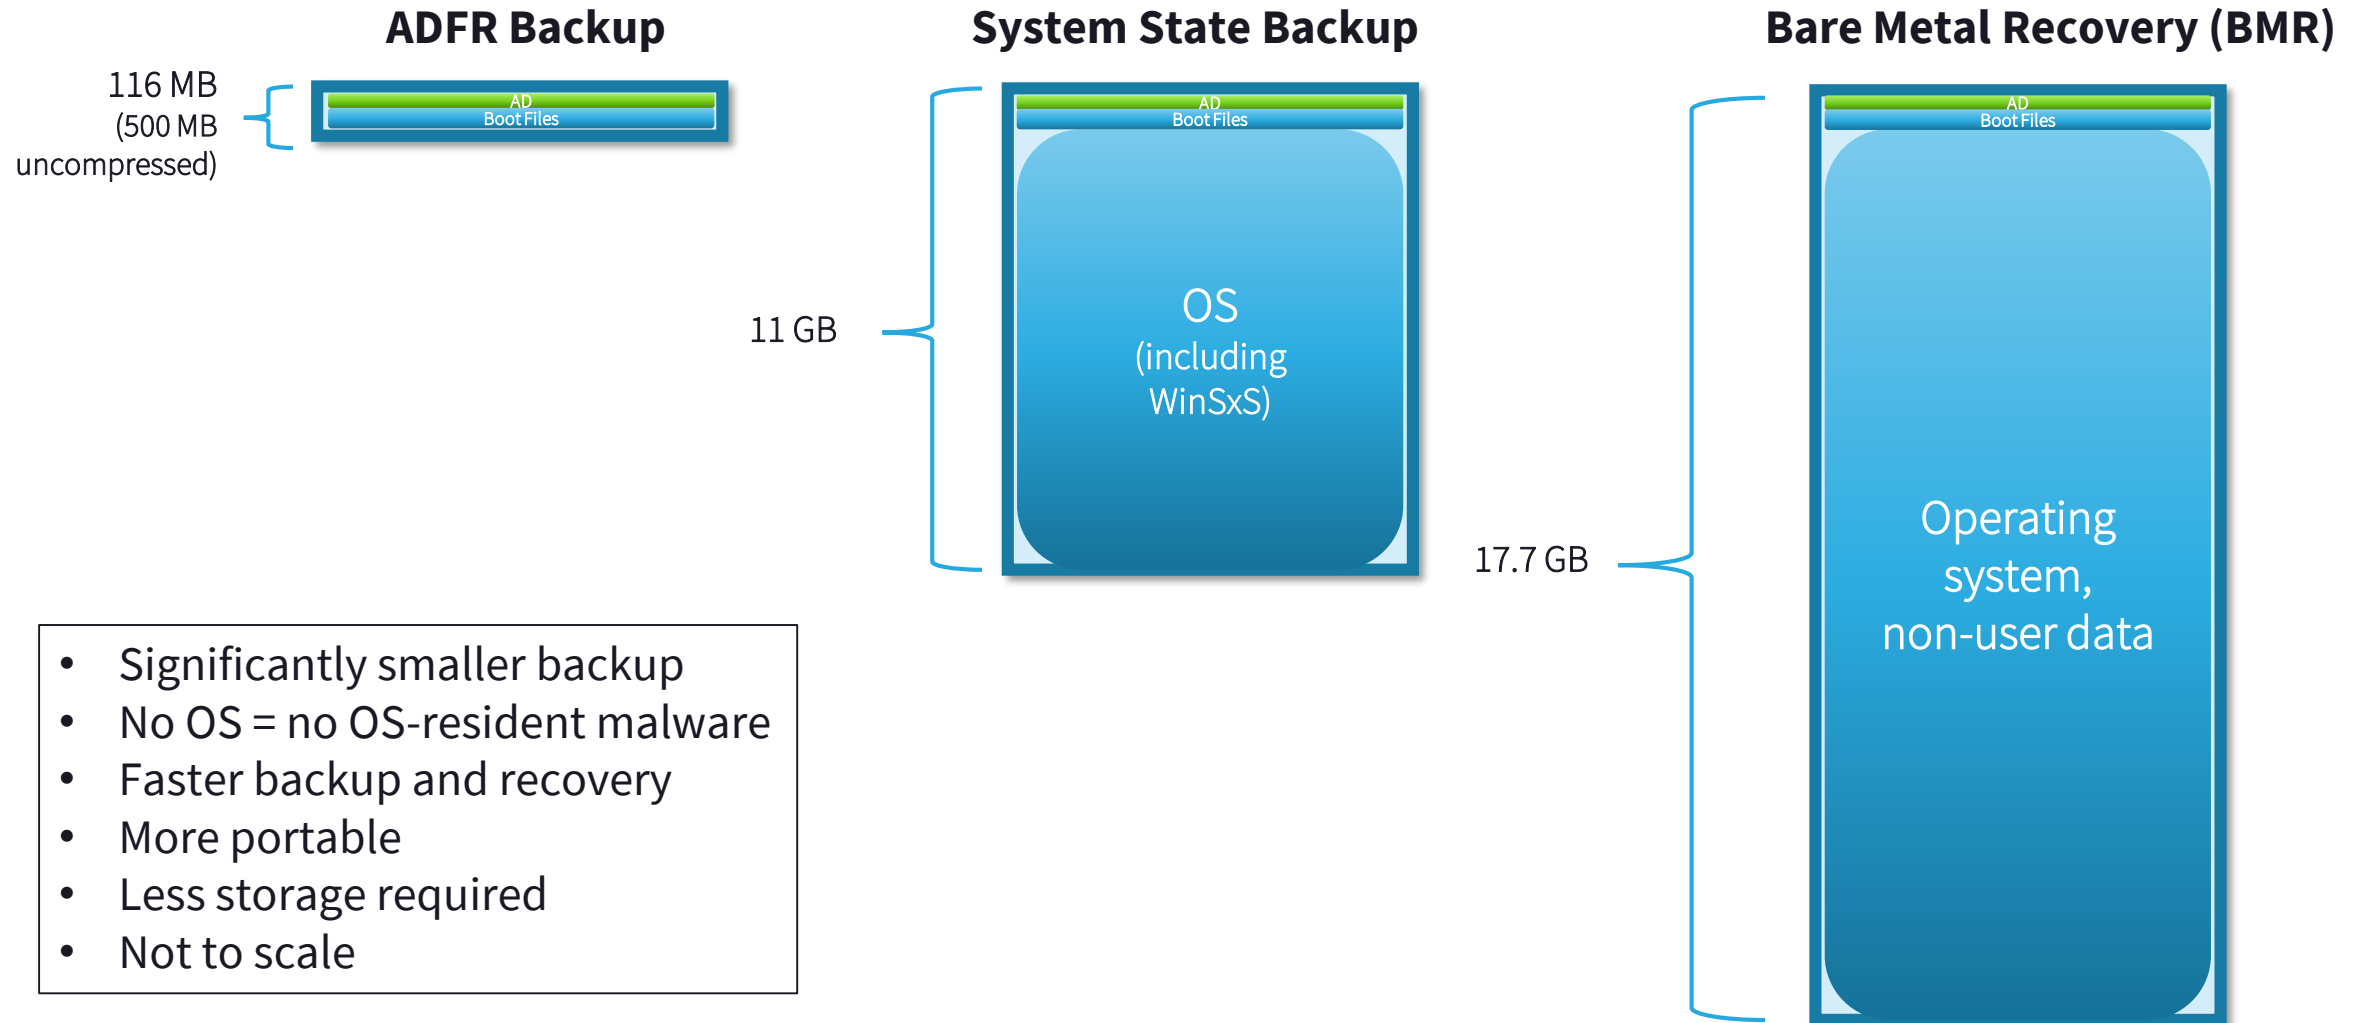 ADFR Backup
116 MB
(500 MB
uncompressed)
AD
Boot Files
System State Backup
11 GB
AD
Boot Files
OS
(including
WinSxS)
Bare Metal Recovery (BMR)
17.7 GB
AD
Boot Files
Operating
system,
non-user data
• Significantly smaller backup
• No OS = no OS-resident malware
• Faster backup and recovery
• More portable
• Less storage required
• Not to scale